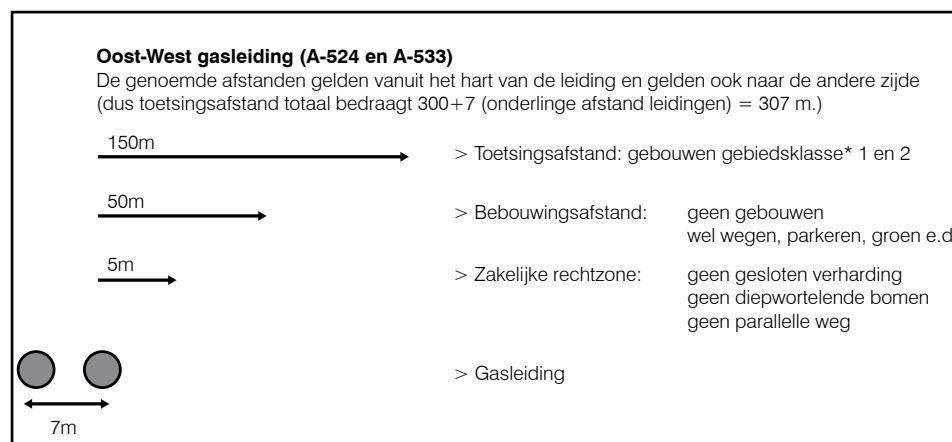 Oost-West gasleiding (A-524 en A-533)
De genoemde afstanden gelden vanuit het hart van de leiding en gelden ook naar de andere zijde
(dus toetsingsafstand totaal bedraagt 300+7 (onderlinge afstand leidingen) = 307 m.)
150m
> Toetsingsafstand: gebouwen gebiedsklasse* 1 en 2
50m
> Bebouwingsafstand: geen gebouwen
wel wegen, parkeren, groen e.d
5m
> Zakelijke rechtzone: geen gesloten verharding
geen diepwortelende bomen
geen parallelle weg
> Gasleiding
7m